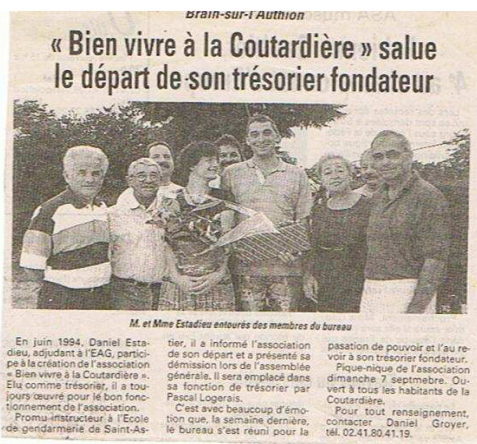 Brain-sur-l'Authion
« Bien vivre à la Coutardière » salue
le départ de son trésorier fondateur
M. et Mme Estadieu entourés des membres du bureau
En juin 1994, Daniel Esta-
dieu, adjudant à l'EAG, partici-
pe à la création de l'association
« Bien vivre à la Coutardière ».
Elu comme trésorier, il a tou-
jours œuvré pour le bon fonc-
tionnement de l'association.
Promu instructeur à l'Ecole
de gendarmerie de Saint-As-
tier, il a informé l'association
de son départ et a présenté sa
démission lors de l'assemblée
générale. Il sera emplacé dans
sa fonction de trésorier par
Pascal Logerais.
C'est avec beaucoup d'émo-
tion que, la semaine dernière,
le bureau s'est réuni pour la
pasation de pouvoir et l'au re-
voir à son trésorier fondateur.
Pique-nique de l'association
dimanche 7 septmebre. Ou-
vert à tous les habitants de la
Coutardière.
Pour tout renseignement,
contacter Daniel Groyer,
tél. 02.41.80.41.19.